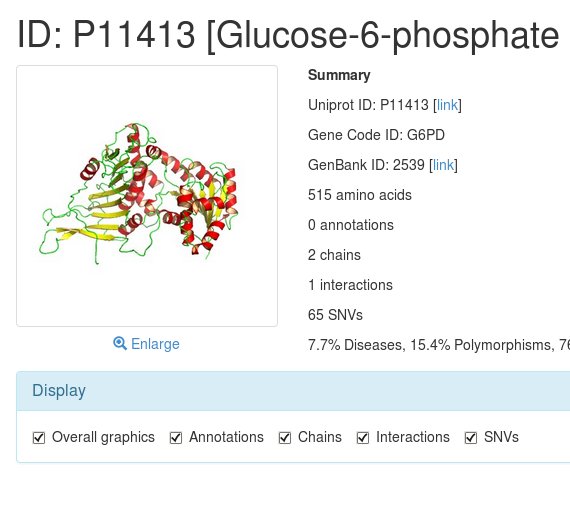 ID: P11413 [Glucose-6-phosphate
Summary
Uniprot ID: P11413 [link]
Gene Code ID: G6PD
GenBank ID: 2539 [link]
515 amino acids
0 annotations
2 chains
1 interactions
65 SNVs
7.7% Diseases, 15.4% Polymorphisms, 76
Enlarge
Display
Overall graphics Annotations Chains Interactions SNVs